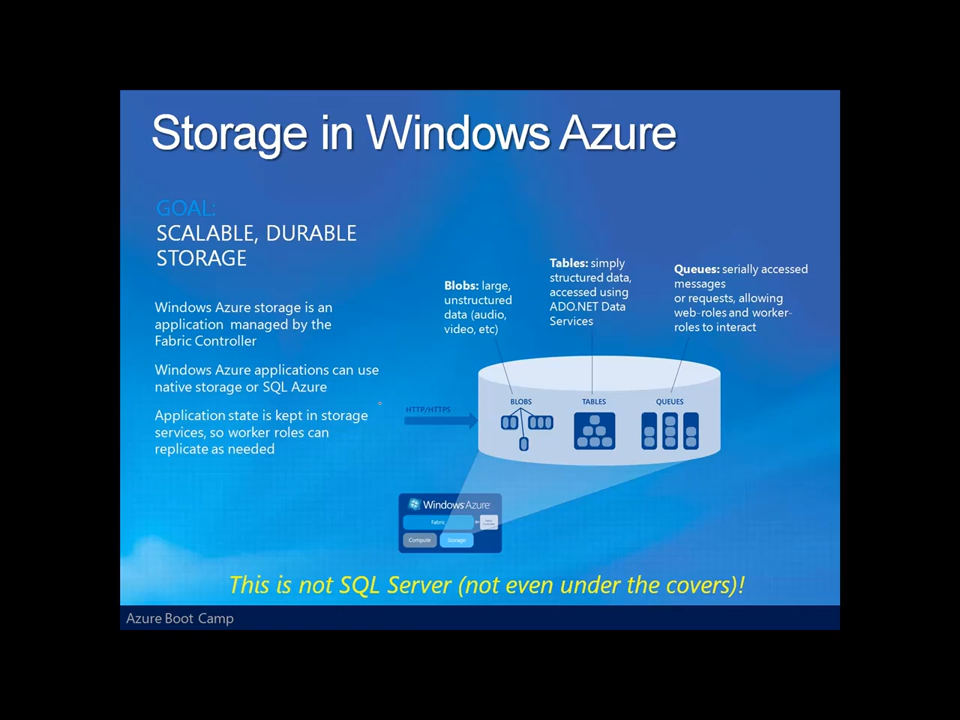 Storage in Windows Azure
GOAL:
SCALABLE, DURABLE
STORAGE
Windows Azure storage is an
application managed by the
Fabric Controller
Windows Azure applications can use
native storage or SQL Azure
Application state is kept in storage
services, so worker roles can
replicate as needed
Blobs: large,
unstructured
data (audio,
video, etc)
Tables: simply
structured data,
accessed using
ADO.NET Data
Services
Queues: serially accessed
messages
or requests, allowing
web-roles and worker-
roles to interact
HTTP/HTTPS
BLOBS
TABLES
QUEUES
Windows Azure
Fabric
Compute
Storage
This is not SQL Server (not even under the covers)!
Azure Boot Camp